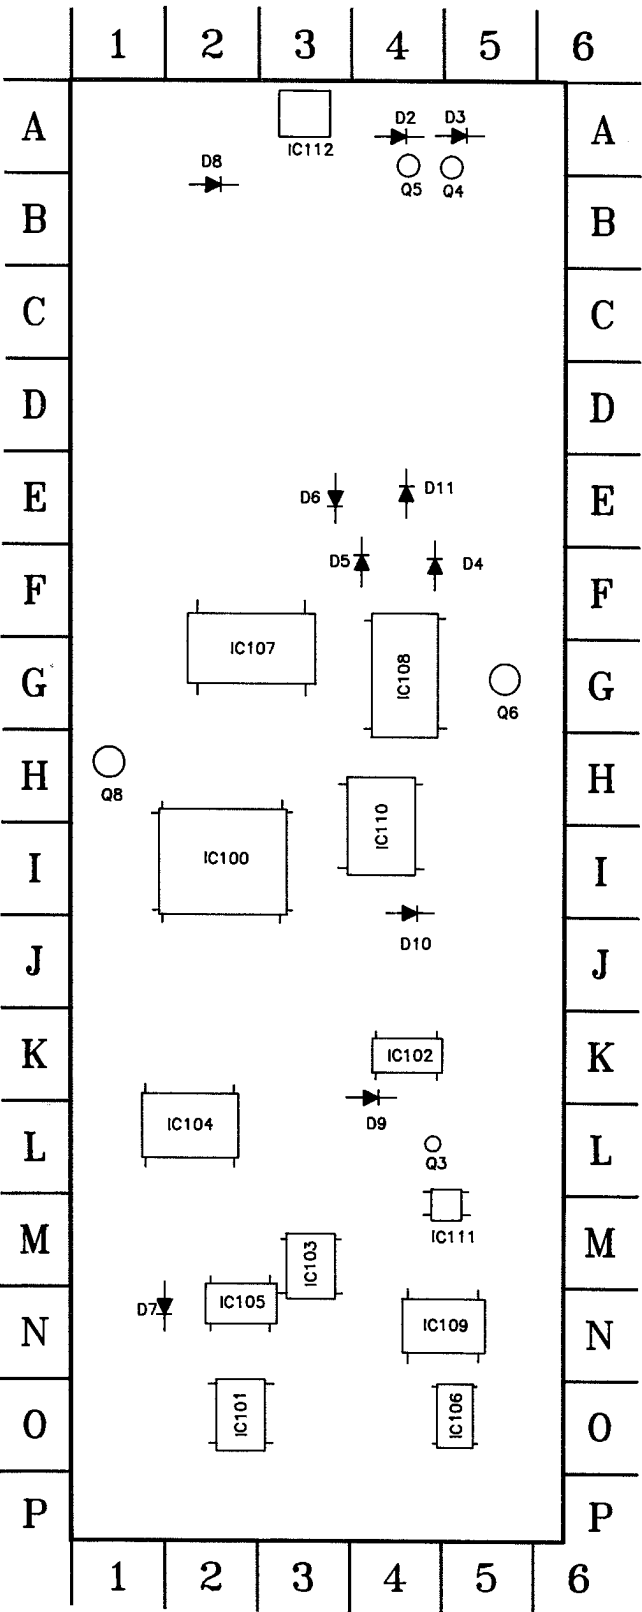 1 2 3 4 5 6
A A
D2 D3
IC112
D8
Q5 Q4
B B
C C
D D
E E
D6 D11
D5 D4
F F
IC107
IC108
G G
Q6
H H
Q8
IC110
IC100
I I
D10
J J
K K
IC102
D9
IC104
L L
Q3
IC111
M M
IC103
D7 IC105
N N
IC109
IC101 IC106
O O
P P
1 2 3 4 5 6